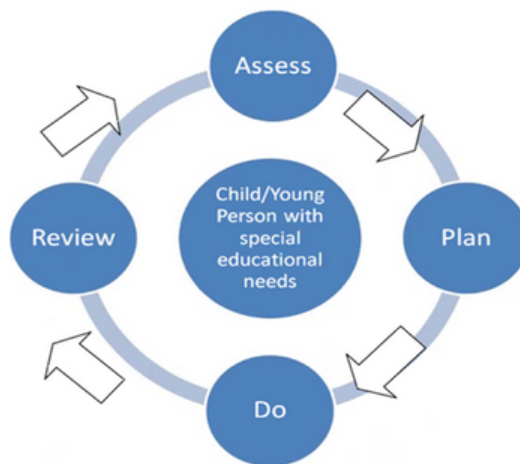 Assess
Child/Young
Person with
special
educational
needs
Review
Plan
Do